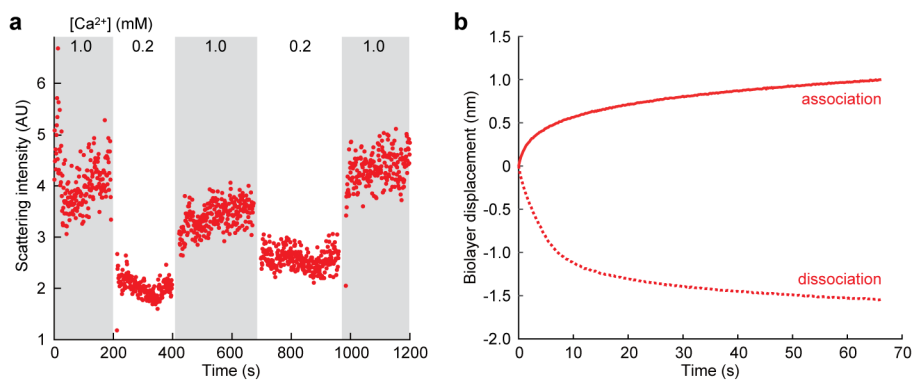 a
[Ca²⁺] (mM)
1.0 0.2 1.0 0.2 1.0
Scattering intensity (AU)
6
5
4
3
2
1
0 200 400 600 800 1000 1200
Time (s)
b
Biolayer displacement (nm)
1.5
1.0
0.5
0
-0.5
-1.0
-1.5
-2.0
association
dissociation
0 10 20 30 40 50 60 70
Time (s)